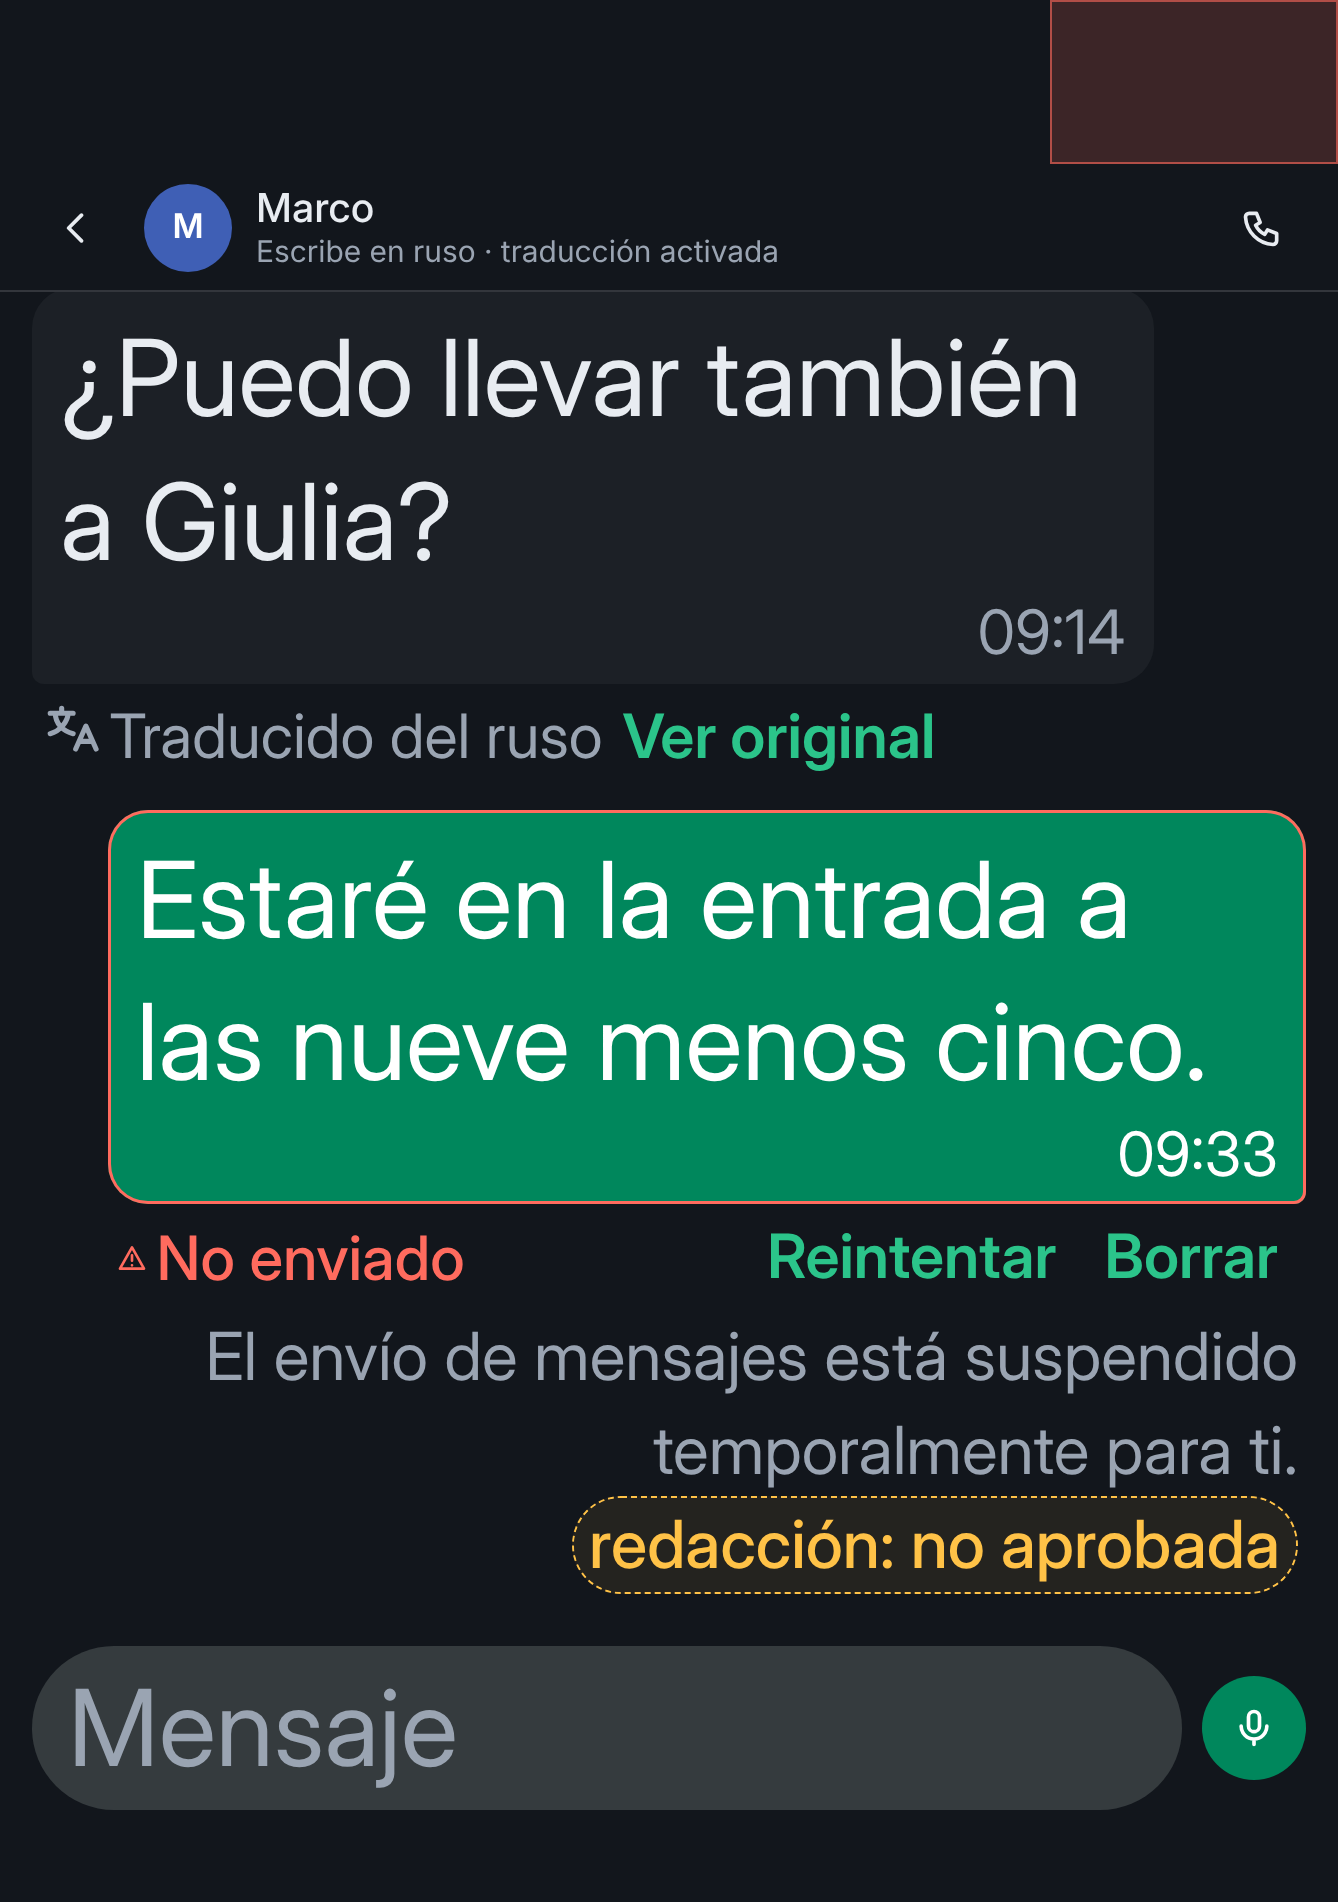 M
Marco
Escribe en ruso · traducción activada
¿Puedo llevar también
a Giulia?
09:14
Traducido del ruso Ver original
Estaré en la entrada a
las nueve menos cinco.
09:33
No enviado Reintentar Borrar
El envío de mensajes está suspendido
temporalmente para ti.
redacción: no aprobada
Mensaje